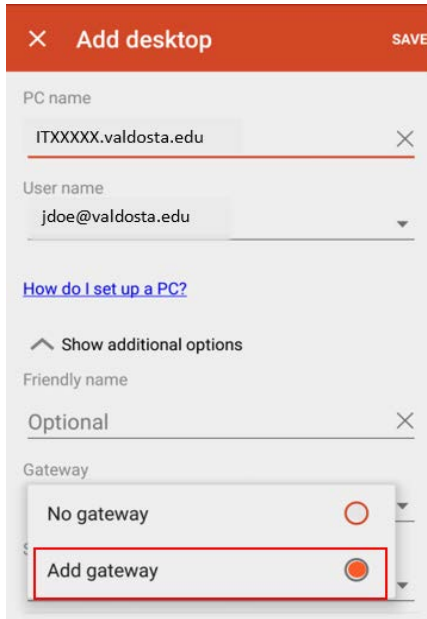 Add desktop
SAVE
PC name
ITXXXXX.valdosta.edu
User name
jdoe@valdosta.edu
How do I set up a PC?
Show additional options
Friendly name
Optional
Gateway
No gateway
Add gateway